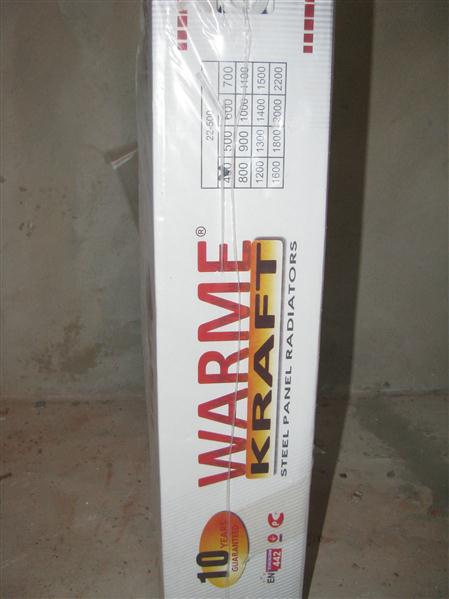 10
YEARS
GUARANTEED
WARME®
KRAFT
STEEL PANEL RADIATORS
EN 442
22-500
400 500 600 700
800 900 1000 1100
1200 1300 1400 1500
1600 1800 2000 2200